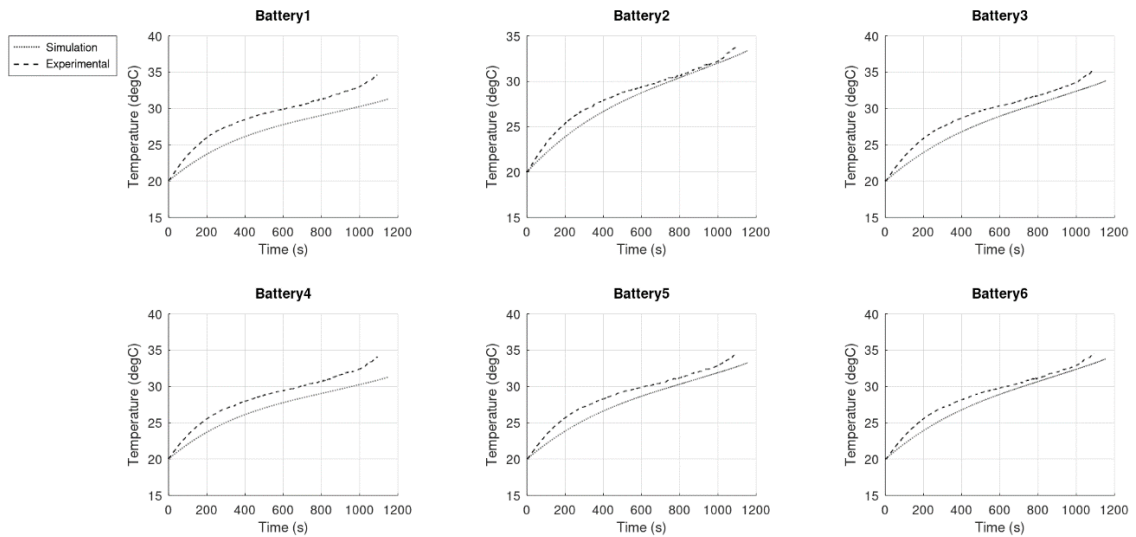 Battery1
Battery2
Battery3
Simulation
Experimental
40
35
30
25
20
15
Temperature (degC)
0 200 400 600 800 1000 1200
Time (s)
35
30
25
20
15
Temperature (degC)
0 200 400 600 800 1000 1200
Time (s)
40
35
30
25
20
15
Temperature (degC)
0 200 400 600 800 1000 1200
Time (s)
Battery4
Battery5
Battery6
40
35
30
25
20
15
Temperature (degC)
0 200 400 600 800 1000 1200
Time (s)
40
35
30
25
20
15
Temperature (degC)
0 200 400 600 800 1000 1200
Time (s)
40
35
30
25
20
15
Temperature (degC)
0 200 400 600 800 1000 1200
Time (s)